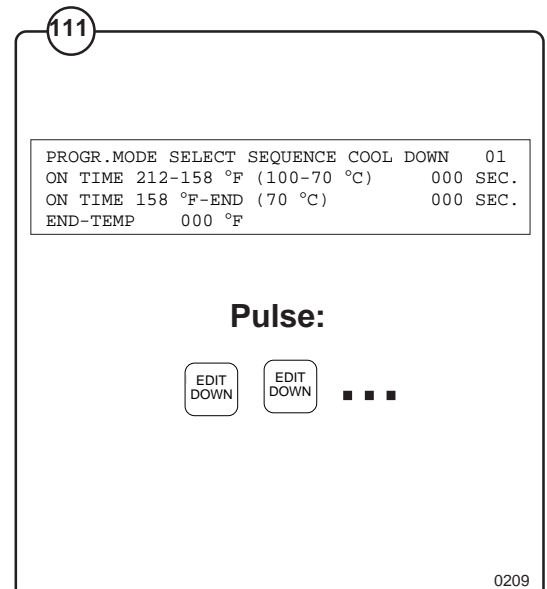 111
PROGR.MODE SELECT SEQUENCE COOL DOWN 01
ON TIME 212-158 °F (100-70 °C) 000 SEC.
ON TIME 158 °F-END (70 °C) 000 SEC.
END-TEMP 000 °F
Pulse:
EDIT DOWN EDIT DOWN ...
0209